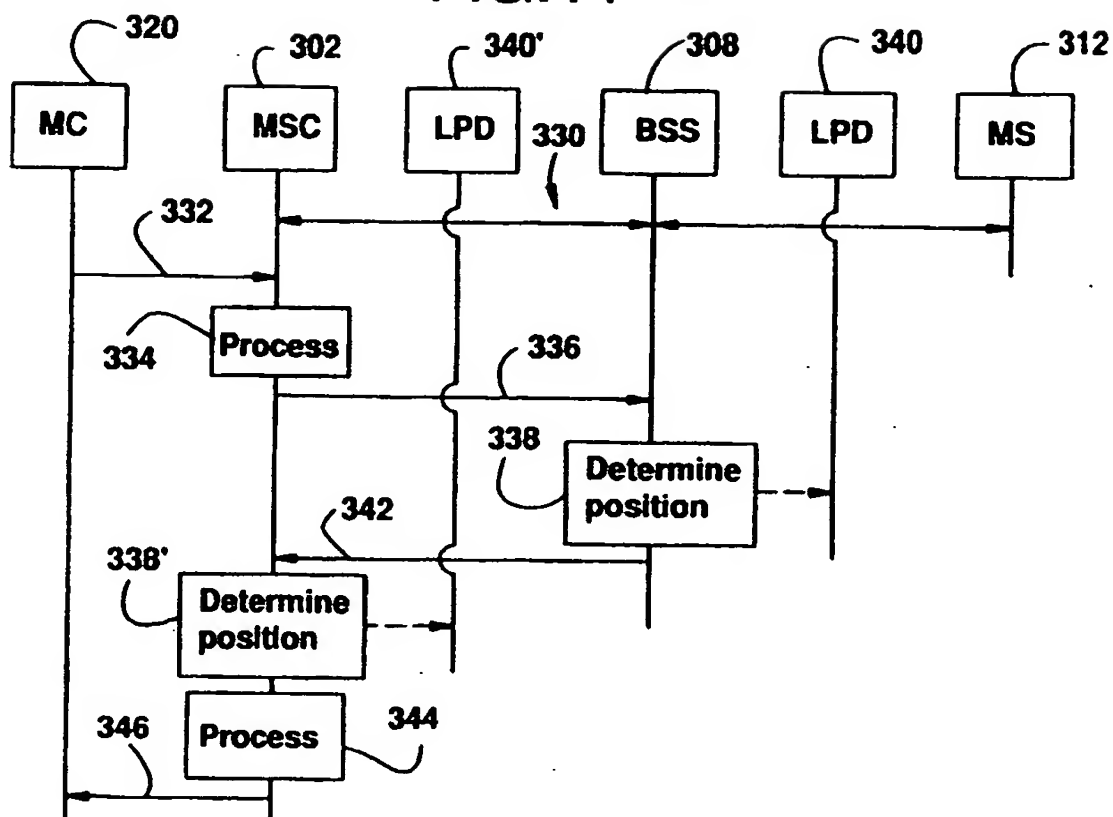 320
302
340'
308
340
312
MC
MSC
LPD
BSS
LPD
MS
330
332
334
Process
336
338
Determine
position
342
338'
Determine
position
Process
344
346